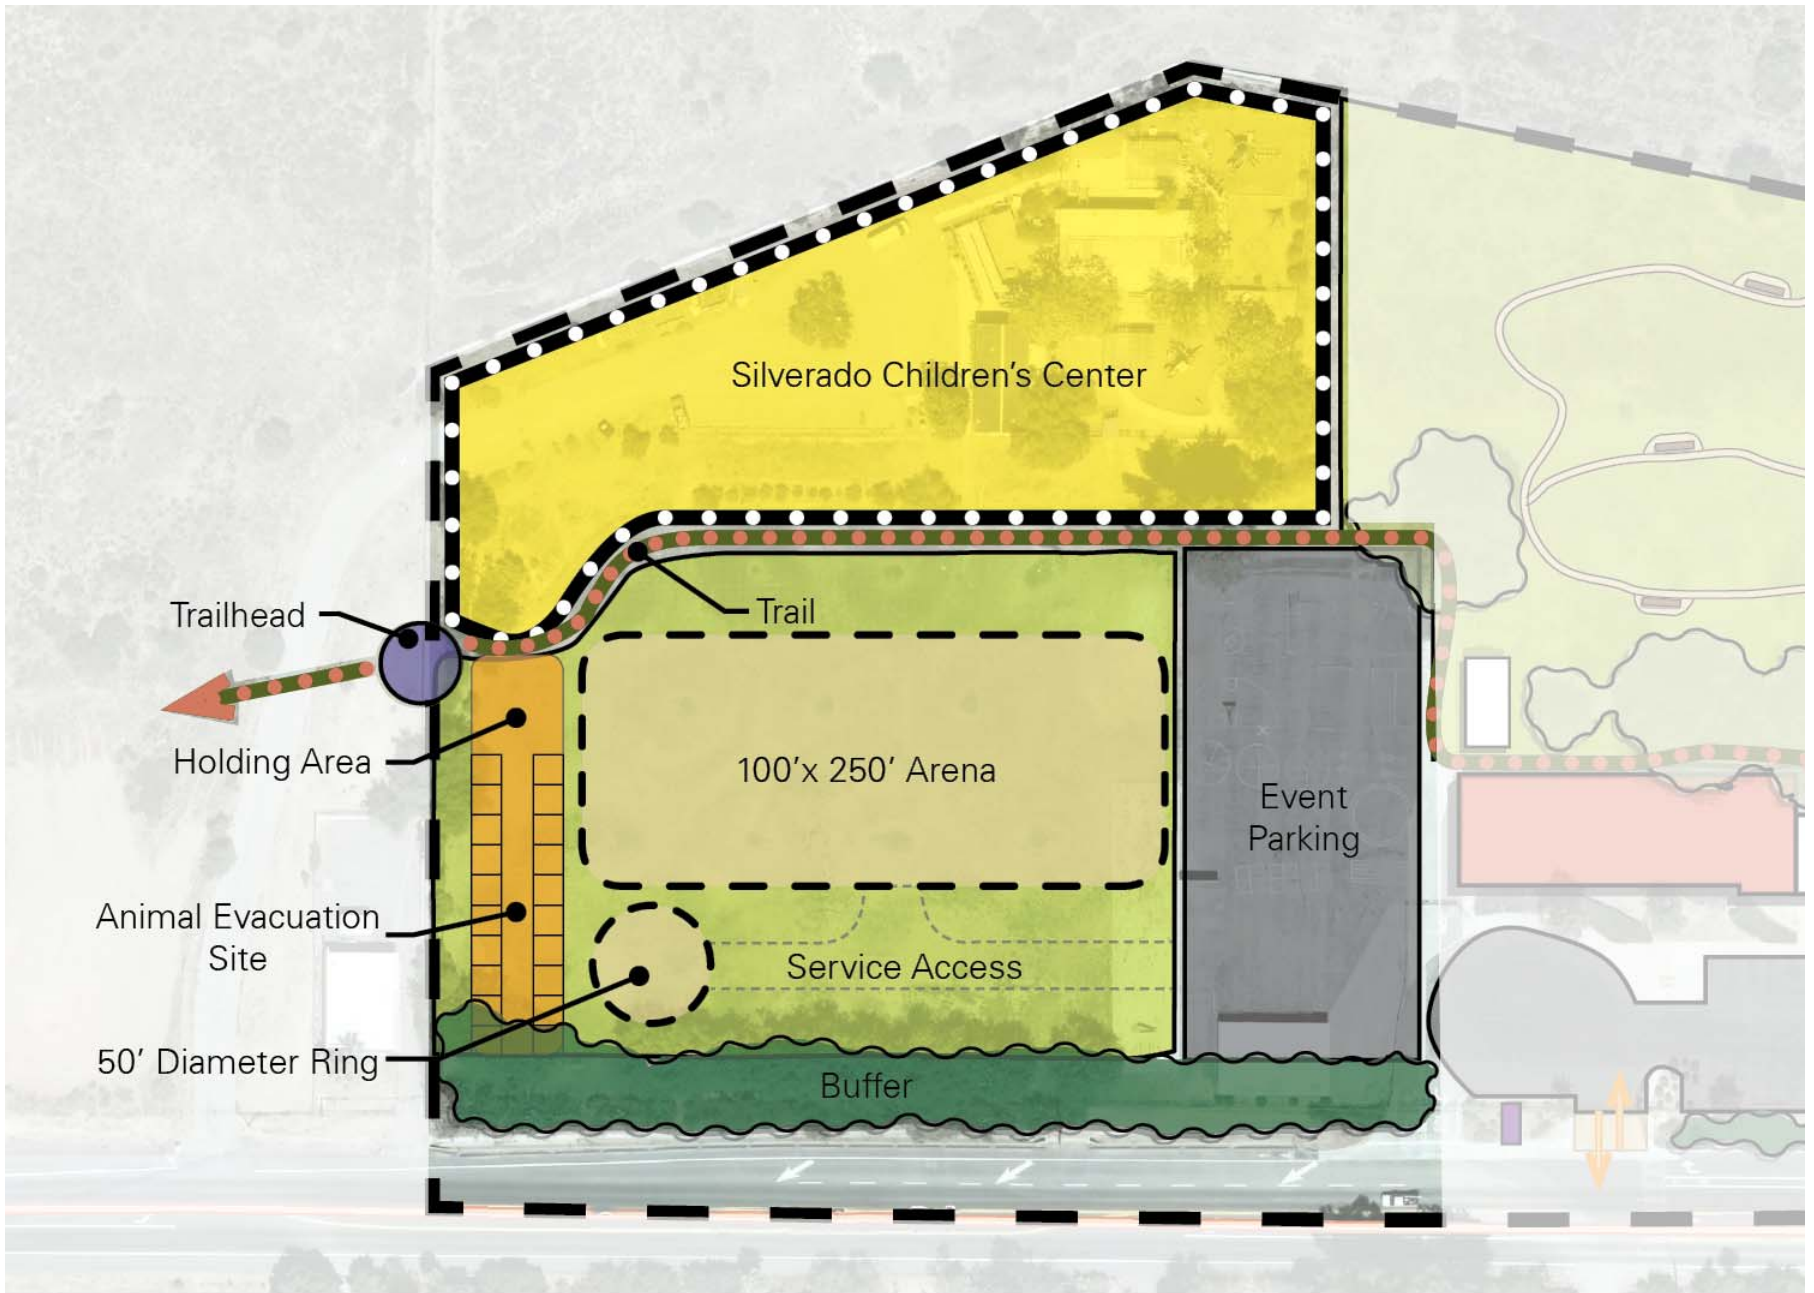 Silverado Children's Center
Trailhead
Trail
Holding Area
100'x 250' Arena
Event
Parking
Animal Evacuation
Site
Service Access
50' Diameter Ring
Buffer